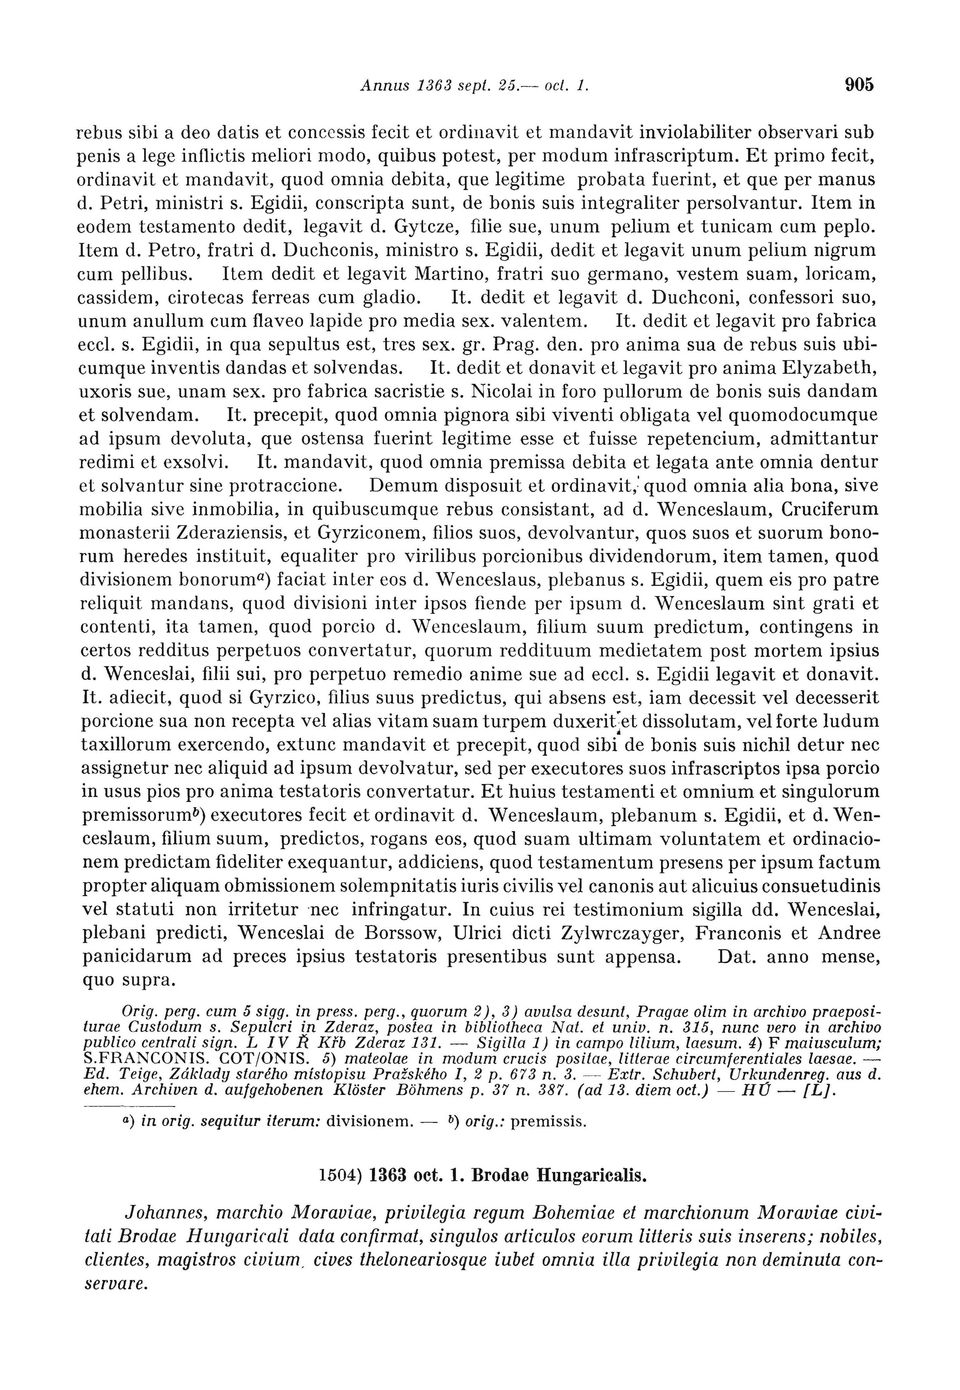 Annus 1363 sept. 25.— oct. 1. 905
rebus sibi a deo datis et concessis fecit et ordinavit et mandavit inviolabiliter observari sub
penis a lege inflictis meliori modo, quibus potest, per modum infrascriptum. Et primo fecit,
ordinavit et mandavit, quod omnia debita, que legitime probata fuerint, et que per manus
d. Petri, ministri s. Egidii, conscripta sunt, de bonis suis integraliter persolvantur. Item in
eodem testamento dedit, legavit d. Gytcze, filie sue, unum pelium et tunicam cum peplo.
Item d. Petro, fratri d. Duchconis, ministro s. Egidii, dedit et legavit unum pelium nigrum
cum pellibus. Item dedit et legavit Martino, fratri suo germano, vestem suam, loricam,
cassidem, cirotecas ferreas cum gladio. It. dedit et legavit d. Duchconi, confessori suo,
unum anullum cum flaveo lapide pro media sex. valentem. It. dedit et legavit pro fabrica
eccl. s. Egidii, in qua sepultus est, tres sex. gr. Prag. den. pro anima sua de rebus suis ubi-
cumque inventis dandas et solvendas. It. dedit et donavit et legavit pro anima Elyzabeth,
uxoris sue, unam sex. pro fabrica sacristie s. Nicolai in foro pullorum de bonis suis dandam
et solvendam. It. precepit, quod omnia pignora sibi viventi obligata vel quomodocumque
ad ipsum devoluta, que ostensa fuerint legitime esse et fuisse repetencium, admittantur
redimi et exsolvi. It. mandavit, quod omnia premissa debita et legata ante omnia dentur
et solvantur sine protraccione. Demum disposuit et ordinavit, quod omnia alia bona, sive
mobilia sive inmobilia, in quibuscumque rebus consistant, ad d. Wenceslaum, Cruciferum
monasterii Zderaziensis, et Gyrziconem, filios suos, devolvantur, quos suos et suorum bono-
rum heredes instituit, equaliter pro virilibus porcionibus dividendorum, item tamen, quod
divisionem bonorum<sup>a</sup>) faciat inter eos d. Wenceslaus, plebanus s. Egidii, quem eis pro patre
reliquit mandans, quod divisioni inter ipsos fiende per ipsum d. Wenceslaum sint grati et
contenti, ita tamen, quod porcio d. Wenceslaum, filium suum predictum, contingens in
certos redditus perpetuos convertatur, quorum reddituum medietatem post mortem ipsius
d. Wenceslai, filii sui, pro perpetuo remedio anime sue ad eccl. s. Egidii legavit et donavit.
It. adiecit, quod si Gyrzico, filius suus predictus, qui absens est, iam decessit vel decesserit
porcione sua non recepta vel alias vitam suam turpem duxerit et dissolutam, vel forte ludum
taxillorum exercendo, extunc mandavit et precepit, quod sibi de bonis suis nichil detur nec
assignetur nec aliquid ad ipsum devolvatur, sed per executores suos infrascriptos ipsa porcio
in usus pios pro anima testatoris convertatur. Et huius testamenti et omnium et singulorum
premissorum<sup>b</sup>) executores fecit et ordinavit d. Wenceslaum, plebanum s. Egidii, et d. Wen-
ceslaum, filium suum, predictos, rogans eos, quod suam ultimam voluntatem et ordinacio-
nem predictam fideliter exequantur, addiciens, quod testamentum presens per ipsum factum
propter aliquam obmissionem solempnitatis iuris civilis vel canonis aut alicuius consuetudinis
vel statuti non irritetur nec infringatur. In cuius rei testimonium sigilla dd. Wenceslai,
plebani predicti, Wenceslai de Borssow, Ulrici dicti Zylwrczayger, Franconis et Andree
panicidarum ad preces ipsius testatoris presentibus sunt appensa. Dat. anno mense,
quo supra.
Orig. perg. cum 5 sigg. in press. perg., quorum 2), 3) avulsa desunt, Pragae olim in archivo praeposi-
turae Custodum s. Sepulcri in Zderaz, postea in bibliotheca Nat. et univ. n. 315, nunc vero in archivo
publico centrali sign. L IV Ř Křb Zderaz 131. — Sigilla 1) in campo lilium, laesum. 4) F maiusculum;
S.FRANCONIS. COT/ONIS. 5) mateolae in modum crucis positae, litterae circumferentiales laesae. —
Ed. Teige, Základy starého místopisu Pražského I, 2 p. 673 n. 3. — Extr. Schubert, Urkundenreg. aus d.
ehem. Archiven d. aufgehobenen Klöster Böhmens p. 37 n. 387. (ad 13. diem oct.) — HÚ — [L].
a) in orig. sequitur iterum: divisionem. — b) orig.: premissis.
1504) 1363 oct. 1. Brodae Hungaricalis.
Johannes, marchio Moraviae, privilegia regum Bohemiae et marchionum Moraviae civi-
tati Brodae Hungaricali data confirmat, singulos articulos eorum litteris suis inserens; nobiles,
clientes, magistros civium, cives theloneariosque iubet omnia illa privilegia non deminuta con-
servare.